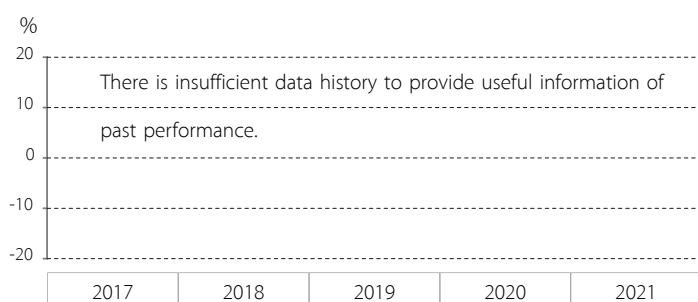 %
20
There is insufficient data history to provide useful information of
10
past performance.
0
-10
-20
2017 2018 2019 2020 2021